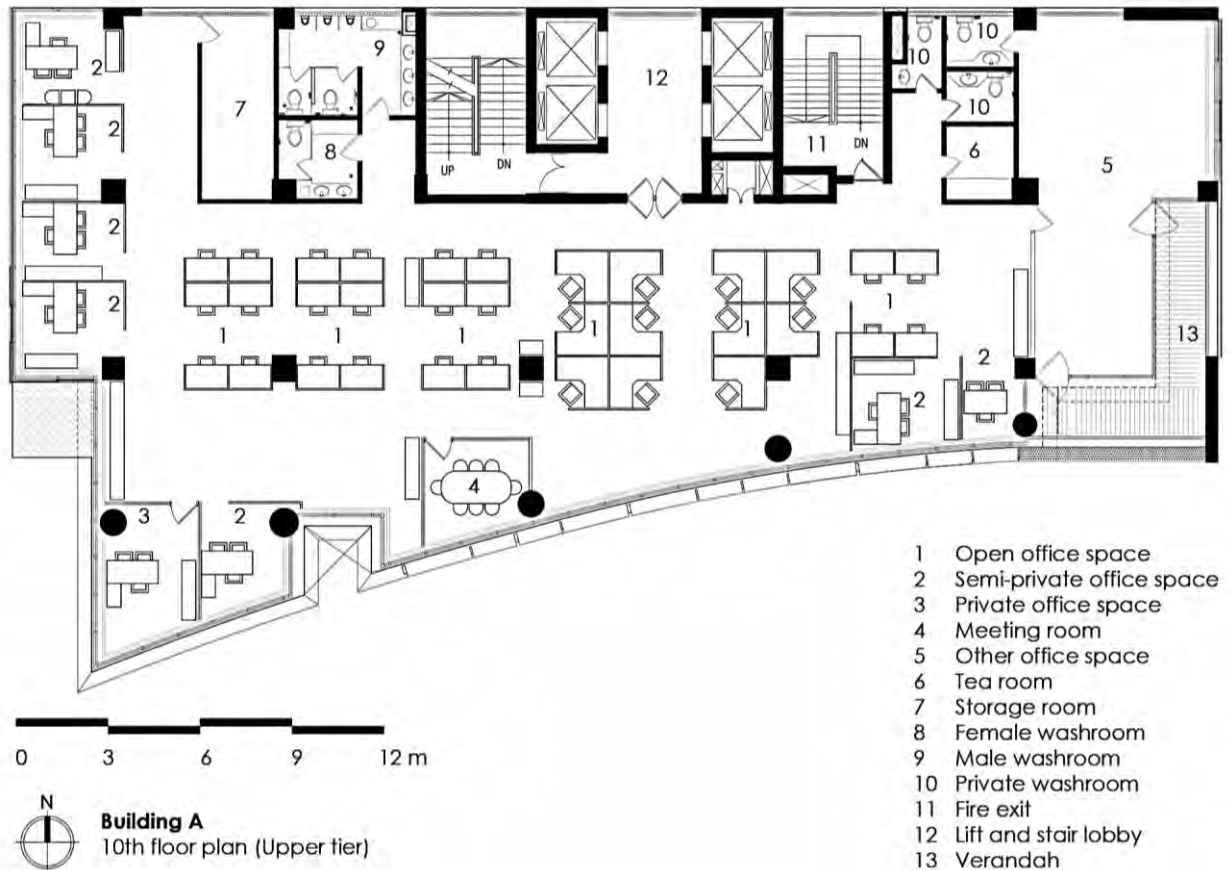 2
9
10
10
12
2
7
10
8
UP
DN
11
DN
6
5
2
2
1
1
1
1
1
1
13
2
2
4
3
2
1 Open office space
2 Semi-private office space
3 Private office space
4 Meeting room
5 Other office space
6 Tea room
7 Storage room
8 Female washroom
9 Male washroom
10 Private washroom
11 Fire exit
12 Lift and stair lobby
13 Verandah
0 3 6 9 12 m
N
Building A
10th floor plan (Upper tier)